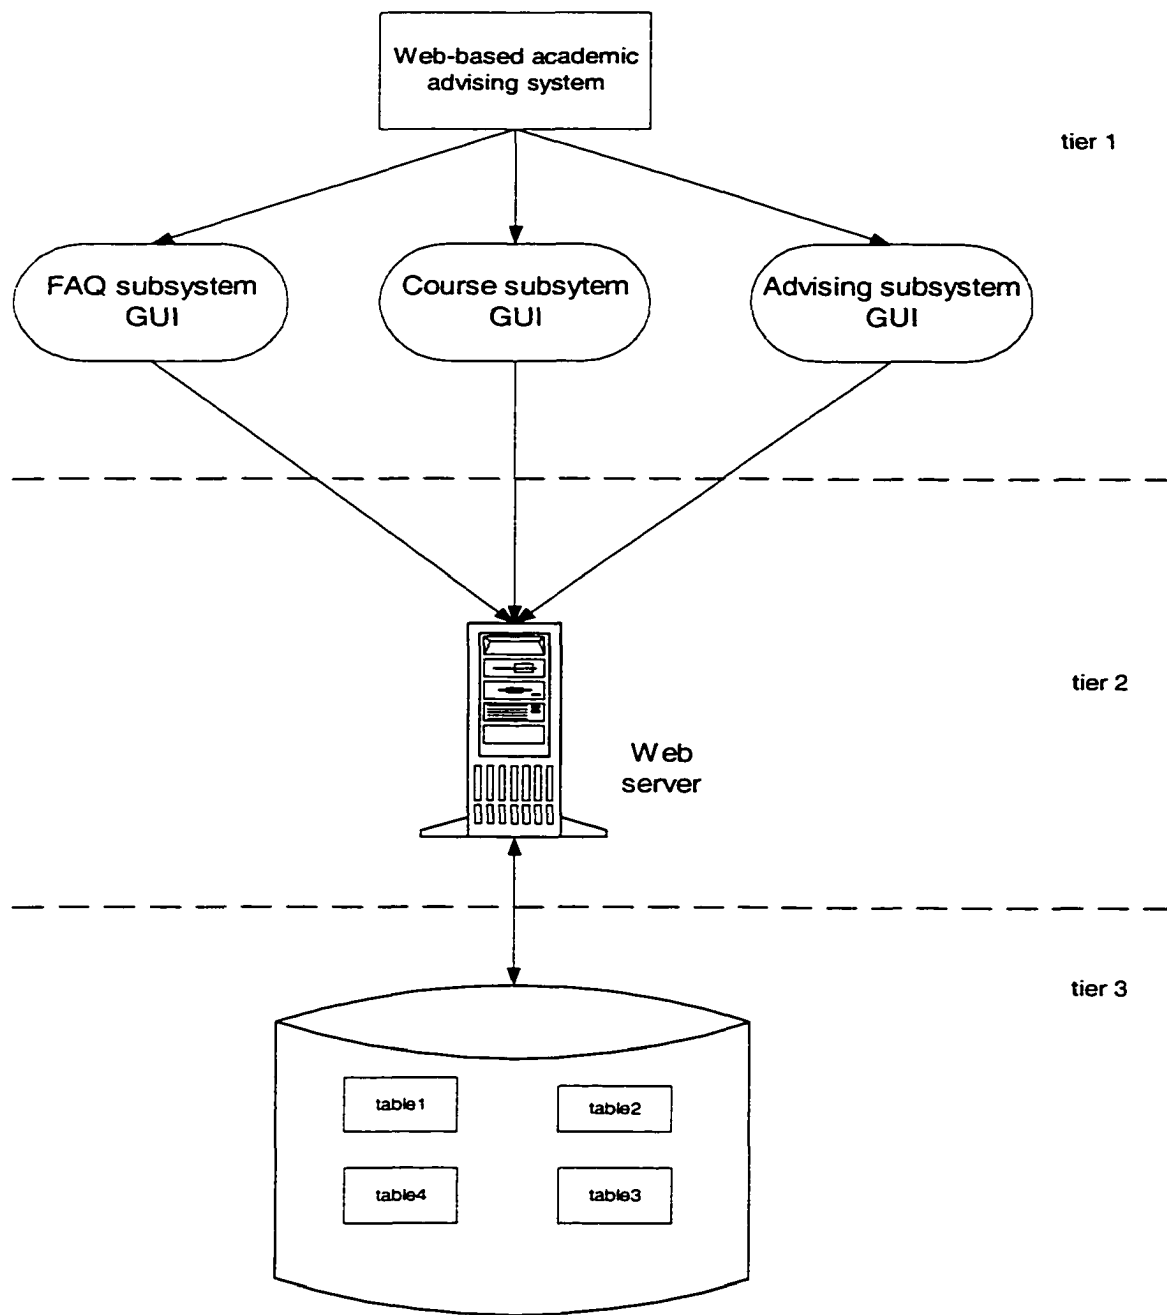 Web-based academic
advising system
tier 1
FAQ subsystem
GUI
Course subsytem
GUI
Advising subsystem
GUI
tier 2
Web
server
tier 3
table1
table2
table4
table3